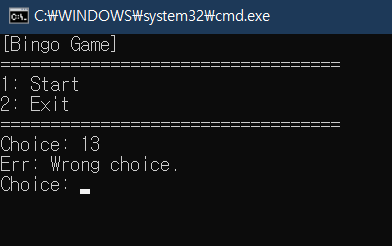 C:₩WINDOWS₩system32₩cmd.exe
[Bingo Game]
==================================
1: Start
2: Exit
==================================
Choice: 13
Err: Wrong choice.
Choice: